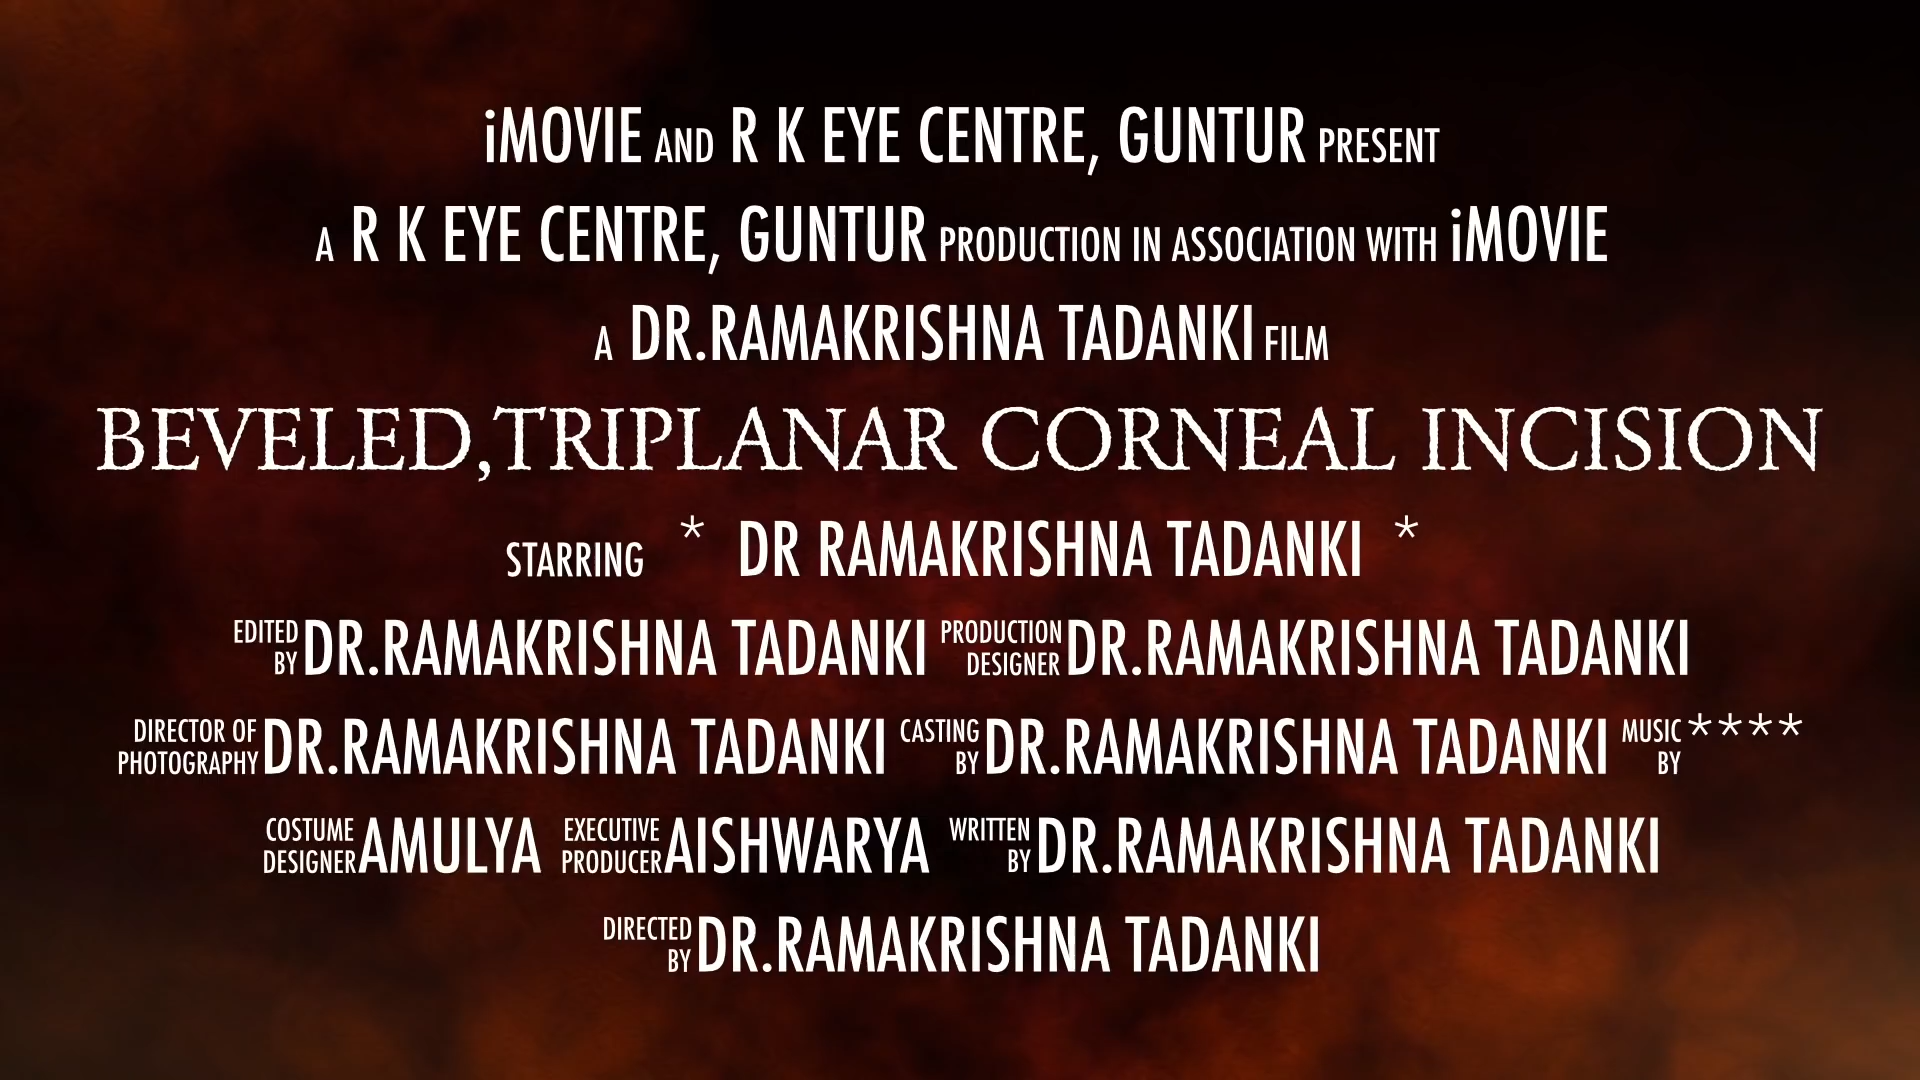 iMOVIE AND R K EYE CENTRE, GUNTUR PRESENT
A R K EYE CENTRE, GUNTUR PRODUCTION IN ASSOCIATION WITH iMOVIE
A DR.RAMAKRISHNA TADANKI FILM
BEVELED,TRIPLANAR CORNEAL INCISION
STARRING * DR RAMAKRISHNA TADANKI *
EDITED BY DR.RAMAKRISHNA TADANKI PRODUCTION DESIGNER DR.RAMAKRISHNA TADANKI
DIRECTOR OF PHOTOGRAPHY DR.RAMAKRISHNA TADANKI CASTING BY DR.RAMAKRISHNA TADANKI MUSIC BY ****
COSTUME DESIGNER AMULYA EXECUTIVE PRODUCER AISHWARYA WRITTEN BY DR.RAMAKRISHNA TADANKI
DIRECTED BY DR.RAMAKRISHNA TADANKI